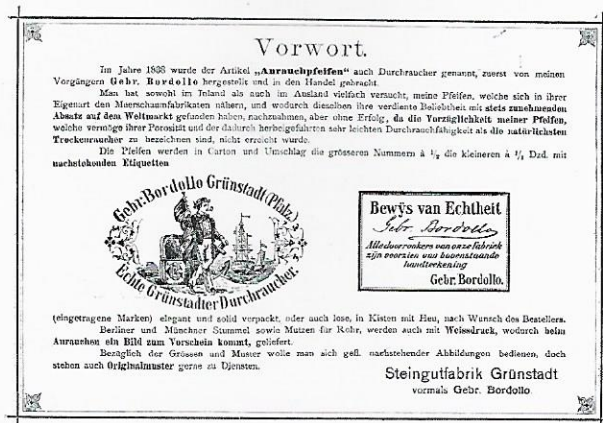 Vorwort.
Im Jahre 1838 wurde der Artikel „Anrauchpfeifen“ auch Durchraucher genannt, zuerst von meinen
Vorgängern Gebr. Bordollo hergestellt und in den Handel gebracht.
Man hat sowohl im Inland als auch im Ausland vielfach versucht, meine Pfeifen, welche sich in ihrer
Eigenart den Meerschaumfabrikaten nähern, und wodurch dieselben ihre verdiente Beliebtheit mit stets zunehmenden
Absatz auf dem Weltmarkt gefunden haben, nachzuahmen, aber ohne Erfolg, da die Vorzüglichkeit meiner Pfeifen,
welche vermöge ihrer Porosität und der dadurch herbeigeführten sehr leichten Durchrauchfähigkeit als die natürlichsten
Trockenraucher zu bezeichnen sind, nicht erreicht wurde.
Die Pfeifen werden in Carton und Umschlag die grösseren Nummern à 1/2 die kleineren à 1/1 Dzd. mit
nachstehenden Etiquetten
Gebr. Bordollo Grünstadt (Pfalz.)
Echte Grünstadter Durchraucher.
Bewys van Echtheit
Gebr. Bordollo
Alle doorrookers van onze fabriek
zijn voorzien van bovenstaande
handteekening
Gebr. Bordollo.
(eingetragene Marken) elegant und solid verpackt, oder auch lose, in Kisten mit Heu, nach Wunsch des Bestellers.
Berliner und Münchner Stummel sowie Mutzen für Rohr, werden auch mit Weissdruck, wodurch beim
Anrauchen ein Bild zum Vorschein kommt, geliefert.
Bezüglich der Grössen und Muster wolle man sich gefl. nachstehender Abbildungen bedienen, doch
stehen auch Originalmuster gerne zu Diensten.
Steingutfabrik Grünstadt
vormals Gebr. Bordollo